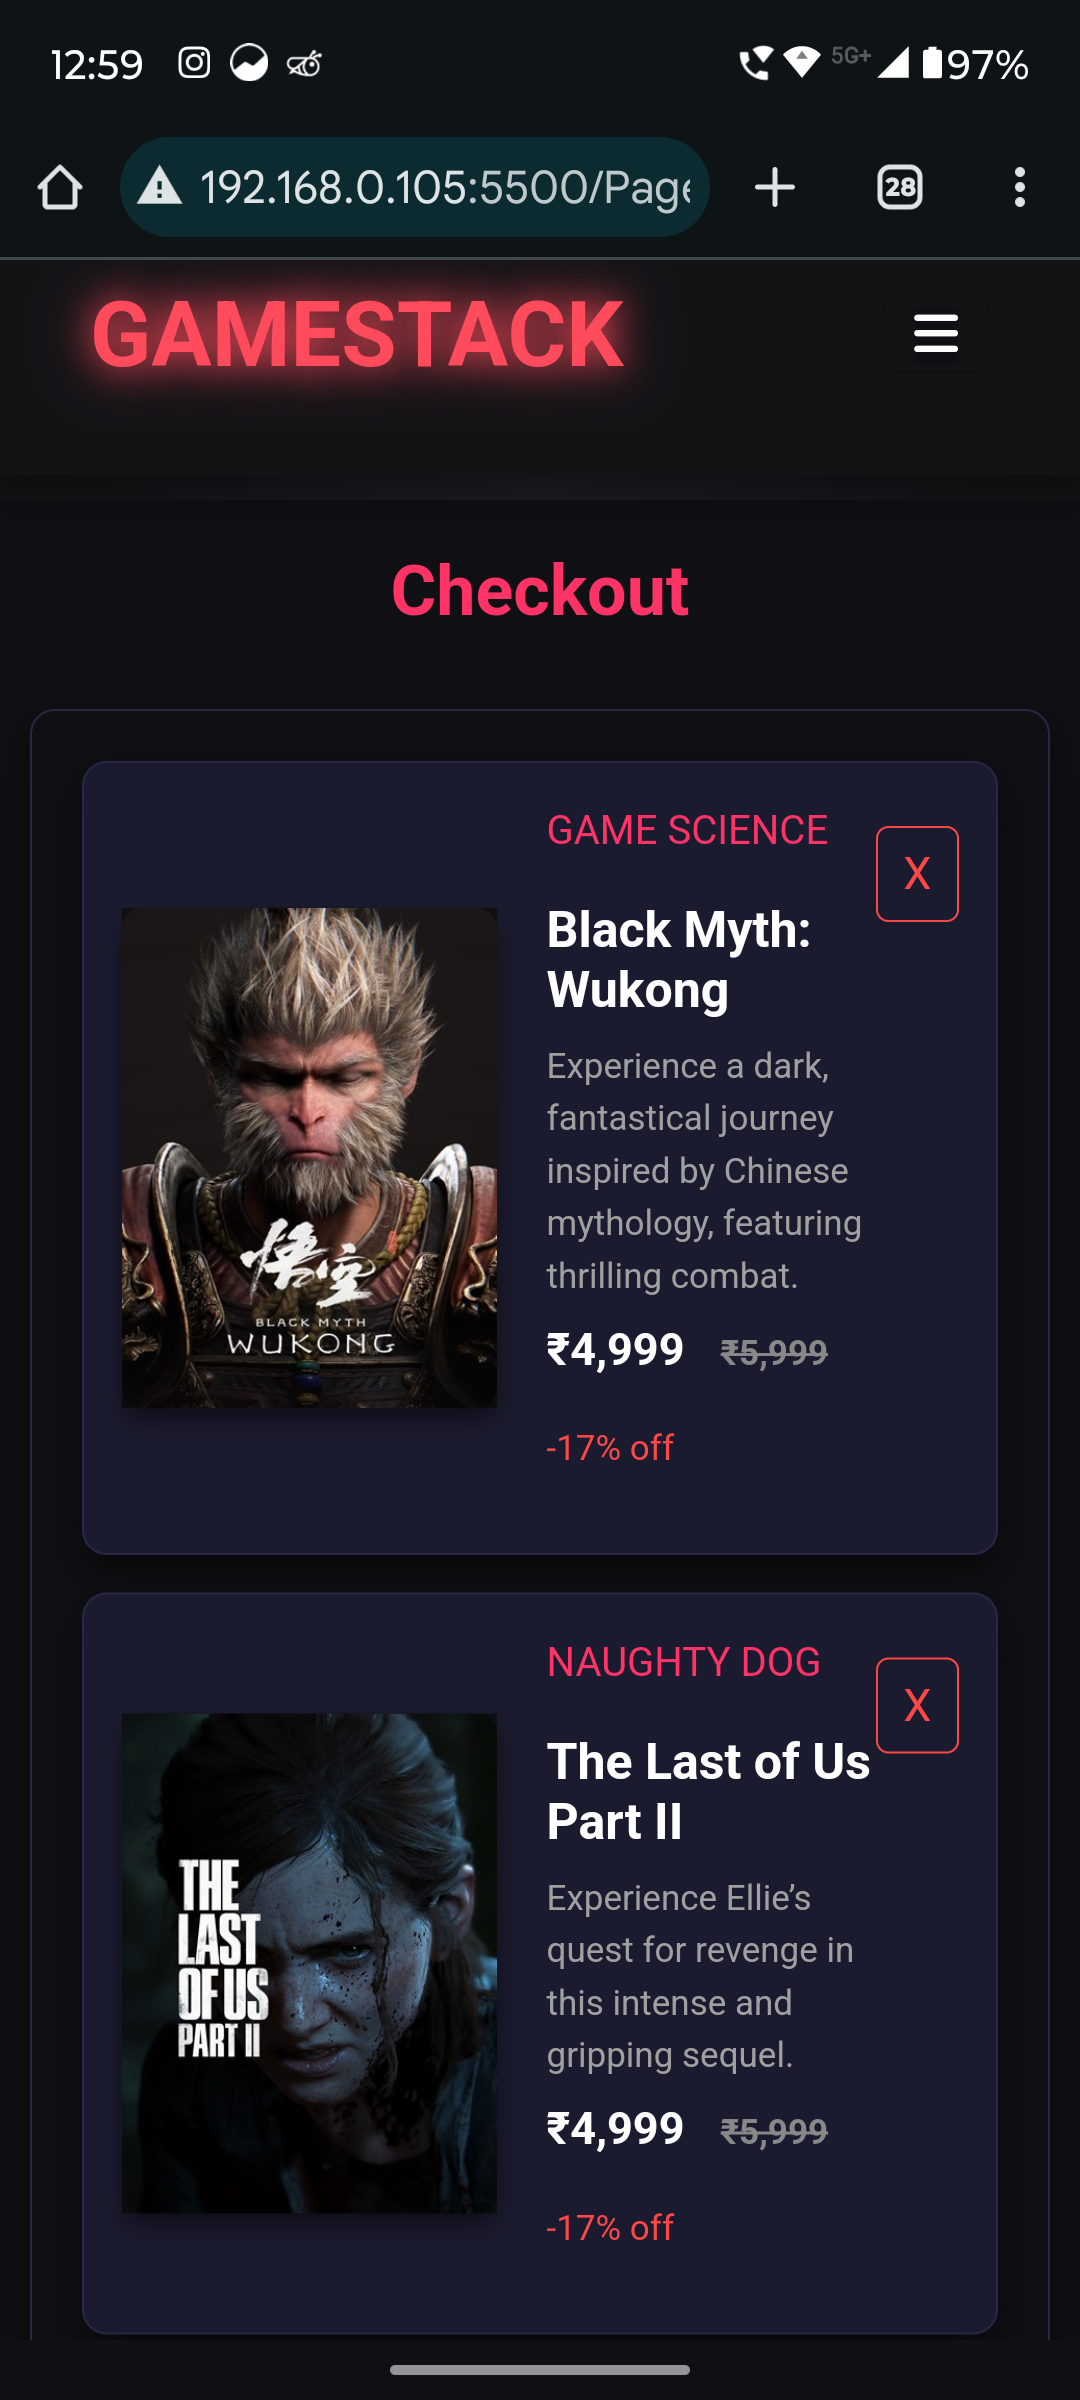 12:59
5G+
97%
192.168.0.105:5500/Page
28
GAMESTACK
Checkout
GAME SCIENCE
X
Black Myth:
Wukong
Experience a dark,
fantastical journey
inspired by Chinese
mythology, featuring
thrilling combat.
₹4,999 ₹5,999
-17% off
悟空
BLACK MYTH
WUKONG
NAUGHTY DOG
X
The Last of Us
Part II
Experience Ellie’s
quest for revenge in
this intense and
gripping sequel.
₹4,999 ₹5,999
-17% off
THE
LAST
OF US
PART II